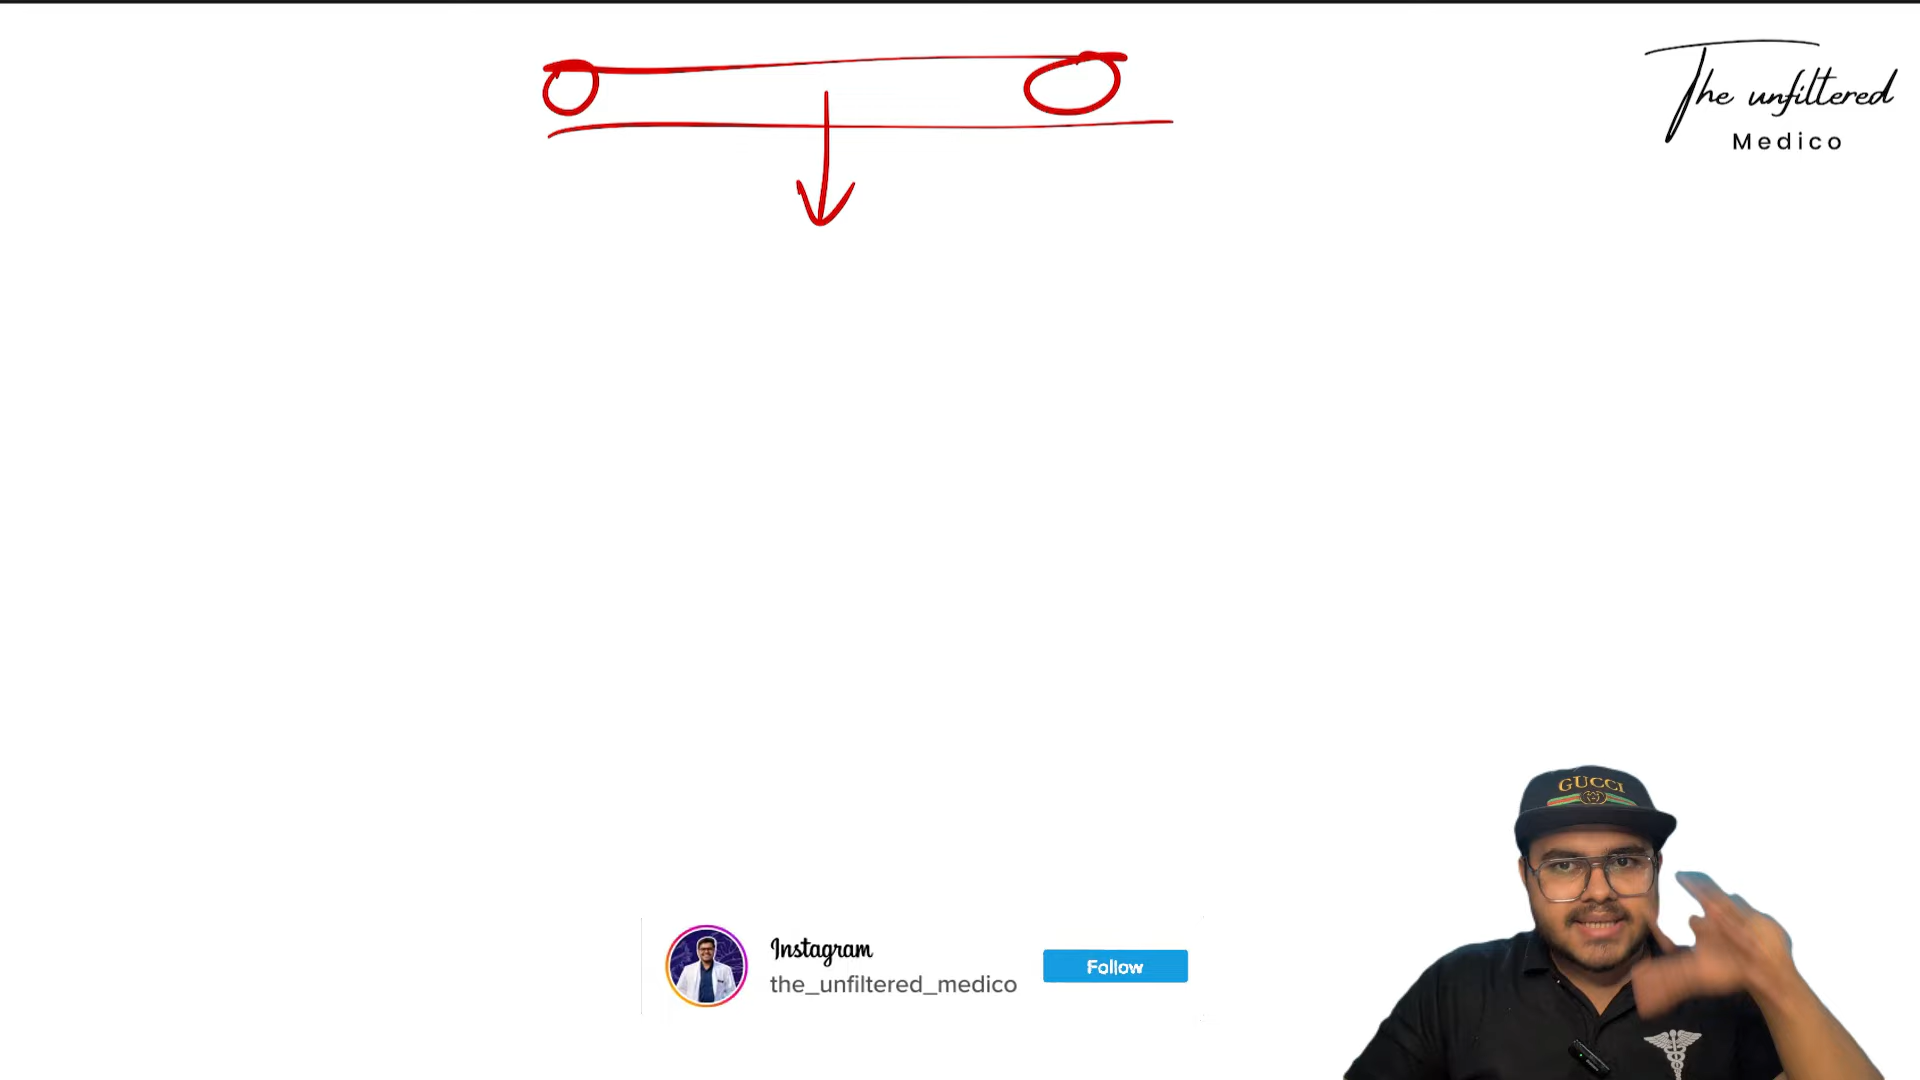 The unfiltered
Medico
GUCCI
Instagram
the_unfiltered_medico
Follow